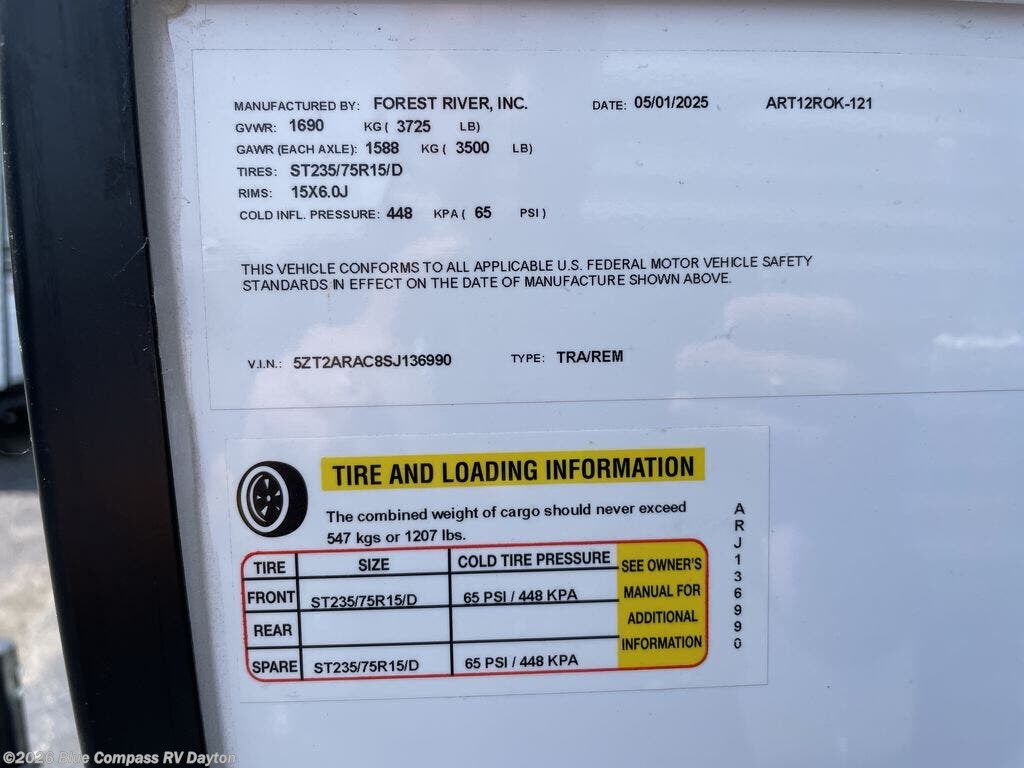 MANUFACTURED BY: FOREST RIVER, INC. DATE: 05/01/2025 ART12ROK-121
GVWR: 1690 KG ( 3725 LB)
GAWR (EACH AXLE): 1588 KG ( 3500 LB)
TIRES: ST235/75R15/D
RIMS: 15X6.0J
COLD INFL. PRESSURE: 448 KPA ( 65 PSI )
THIS VEHICLE CONFORMS TO ALL APPLICABLE U.S. FEDERAL MOTOR VEHICLE SAFETY
STANDARDS IN EFFECT ON THE DATE OF MANUFACTURE SHOWN ABOVE.
V.I.N.: 5ZT2ARAC8SJ136990 TYPE: TRA/REM
TIRE AND LOADING INFORMATION
The combined weight of cargo should never exceed
547 kgs or 1207 lbs.
TIRE SIZE COLD TIRE PRESSURE SEE OWNER'S
FRONT ST235/75R15/D 65 PSI / 448 KPA MANUAL FOR
REAR ADDITIONAL
SPARE ST235/75R15/D 65 PSI / 448 KPA INFORMATION
ARJ136990
©2026 Blue Compass RV Dayton